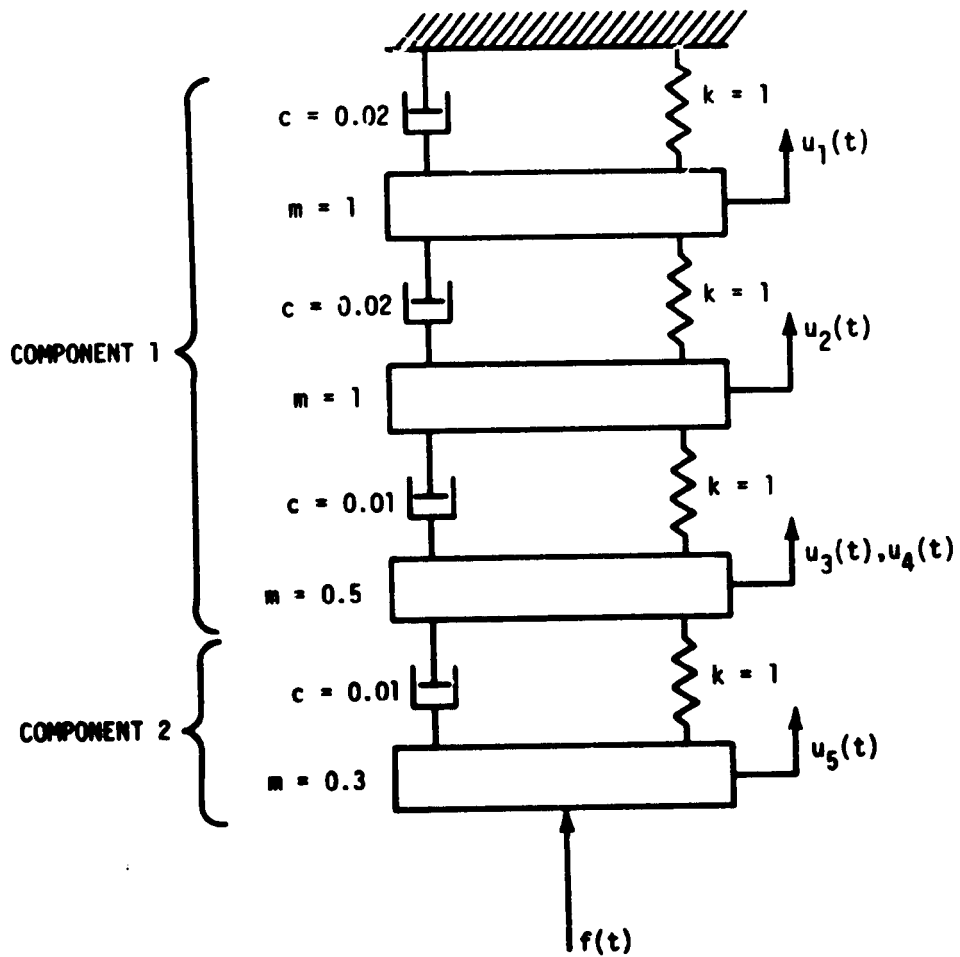 k = 1
c = 0.02
u1(t)
m = 1
k = 1
c = 0.02
u2(t)
COMPONENT 1
m = 1
k = 1
c = 0.01
u3(t),u4(t)
m = 0.5
k = 1
c = 0.01
COMPONENT 2
u5(t)
m = 0.3
f(t)